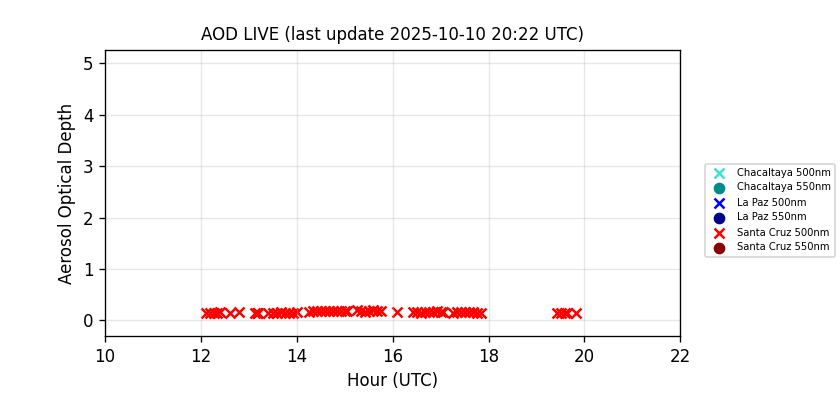 AOD LIVE (last update 2025-10-10 20:22 UTC)
Aerosol Optical Depth
5
4
3
2
1
0
10 12 14 16 18 20 22
Hour (UTC)
Chacaltaya 500nm
Chacaltaya 550nm
La Paz 500nm
La Paz 550nm
Santa Cruz 500nm
Santa Cruz 550nm